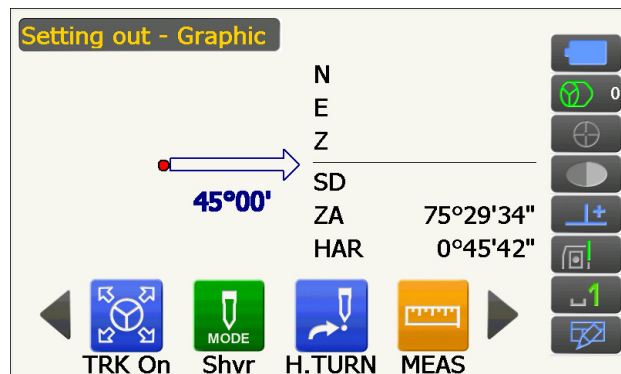 Setting out - Graphic
N
E
Z
45°00'
SD
ZA 75°29'34"
HAR 0°45'42"
0
1
MODE
TRK On Shvr H.TURN MEAS